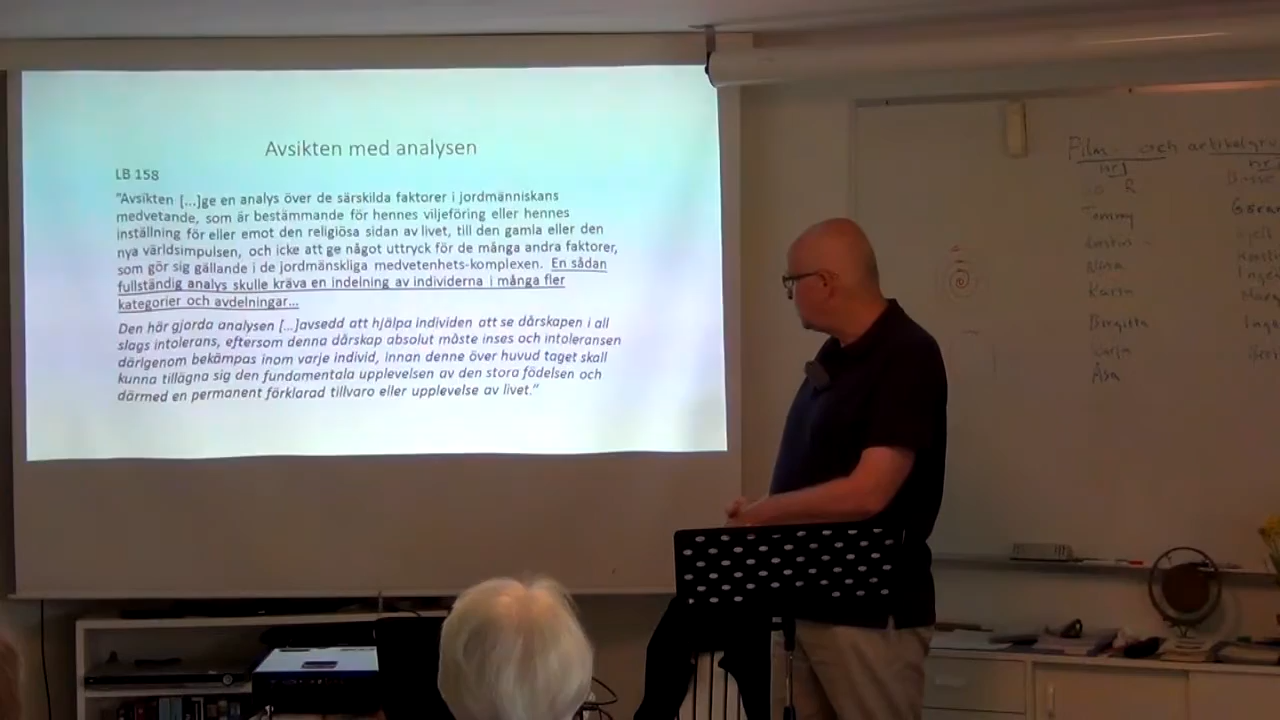 Avsikten med analysen
LB 158
"Avsikten [...]ge en analys över de särskilda faktorer i jordmänniskans
medvetande, som är bestämmande för hennes viljeföring eller hennes
inställning för eller emot den religiösa sidan av livet, till den gamla eller den
nya världsimpulsen, och icke att ge något uttryck för de många andra faktorer,
som gör sig gällande i de jordmänskliga medvetenhets-komplexen. En sådan
fullständig analys skulle kräva en indelning av individerna i många fler
kategorier och avdelningar...
Den här gjorda analysen [...]avsedd att hjälpa individen att se dårskapen i all
slags intolerans, eftersom denna dårskap absolut måste inses och intoleransen
därigenom bekämpas inom varje individ, innan denne över huvud taget skall
kunna tillägna sig den fundamentala upplevelsen av den stora födelsen och
därmed en permanent förklarad tillvaro eller upplevelse av livet."
och
Tommy
Karin
Birgitta
Åsa